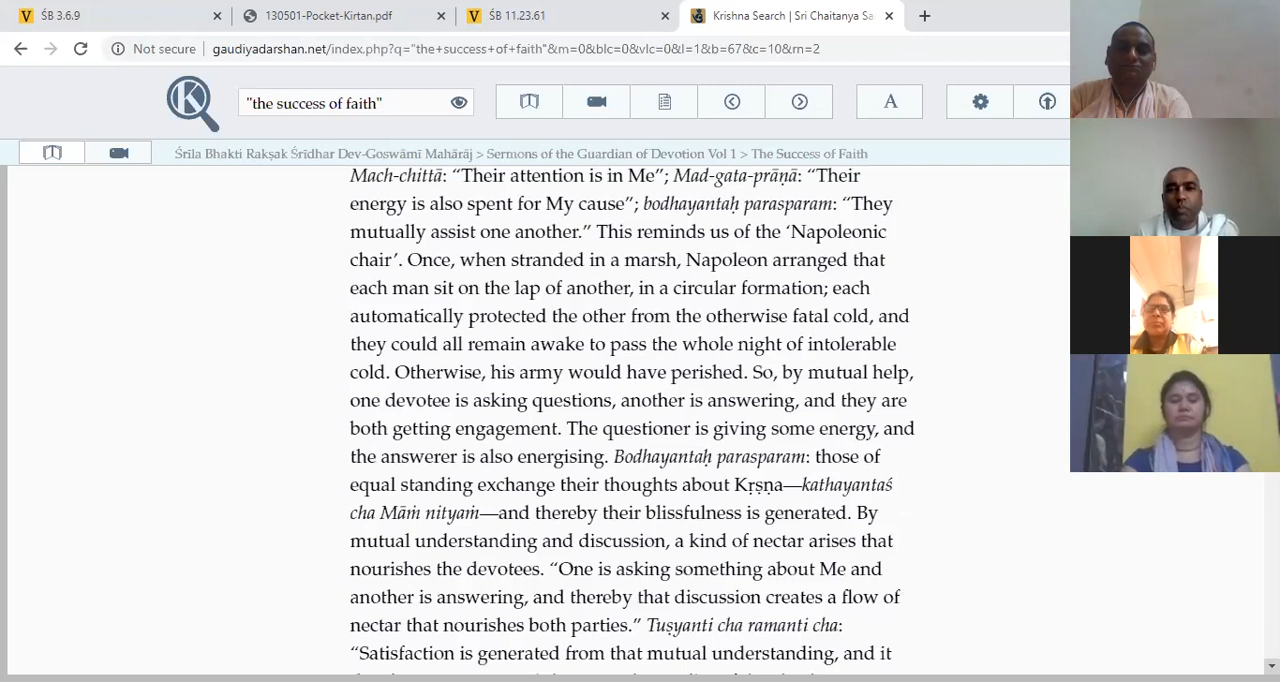 ŚB 3.6.9
130501-Pocket-Kirtan.pdf
ŚB 11.23.61
Krishna Search | Sri Chaitanya Sa
Not secure | gaudiyadarshan.net/index.php?q="the+success+of+faith"&m=0&blc=0&vlc=0&l=1&b=67&c=10&rn=2
K
"the success of faith"
A
Śrīla Bhakti Rakṣak Śrīdhar Dev-Goswāmī Mahārāj > Sermons of the Guardian of Devotion Vol 1 > The Success of Faith
Mach-chittā: “Their attention is in Me”; Mad-gata-prāṇā: “Their
energy is also spent for My cause”; bodhayantaḥ parasparam: “They
mutually assist one another.” This reminds us of the ‘Napoleonic
chair’. Once, when stranded in a marsh, Napoleon arranged that
each man sit on the lap of another, in a circular formation; each
automatically protected the other from the otherwise fatal cold, and
they could all remain awake to pass the whole night of intolerable
cold. Otherwise, his army would have perished. So, by mutual help,
one devotee is asking questions, another is answering, and they are
both getting engagement. The questioner is giving some energy, and
the answerer is also energising. Bodhayantaḥ parasparam: those of
equal standing exchange their thoughts about Kṛṣṇa—kathayantaś
cha Māṁ nityaṁ—and thereby their blissfulness is generated. By
mutual understanding and discussion, a kind of nectar arises that
nourishes the devotees. “One is asking something about Me and
another is answering, and thereby that discussion creates a flow of
nectar that nourishes both parties.” Tuṣyanti cha ramanti cha:
“Satisfaction is generated from that mutual understanding, and it